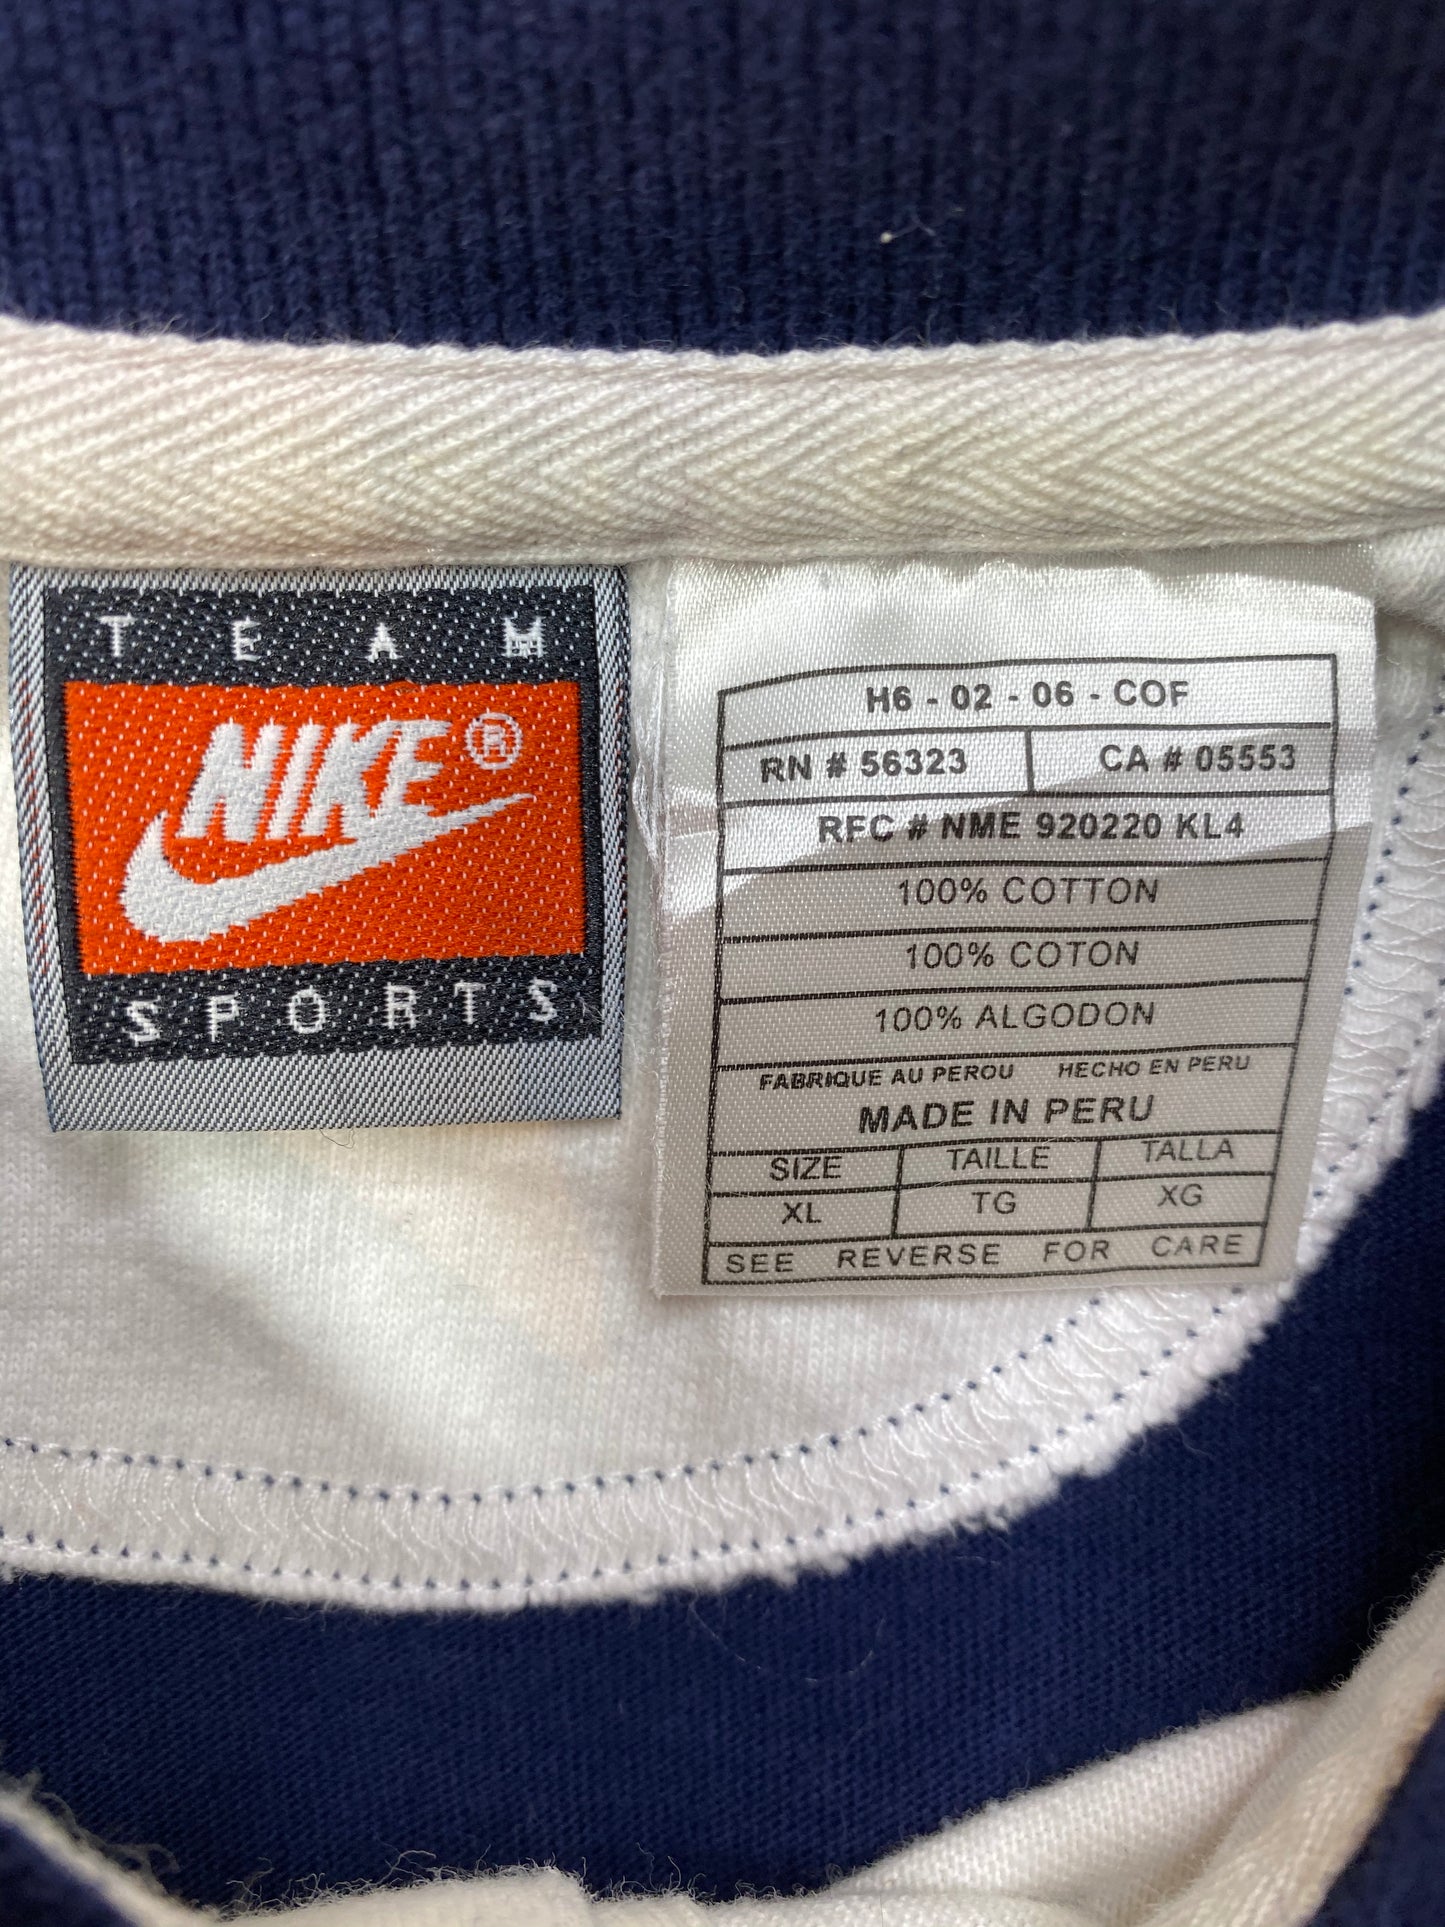 TEAM
NIKE®
SPORTS
H6 - 02 - 06 - COF
RN # 56323 CA # 05553
RFC # NME 920220 KL4
100% COTTON
100% COTON
100% ALGODON
FABRIQUE AU PEROU HECHO EN PERU
MADE IN PERU
SIZE TAILLE TALLA
XL TG XG
SEE REVERSE FOR CARE